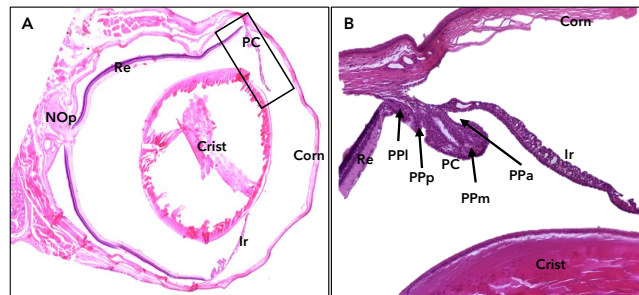 A
PC
Re
NOp
Crist
Corn
Ir
B
Corn
Re
PPl
PPp
PC
PPm
PPa
Ir
Crist